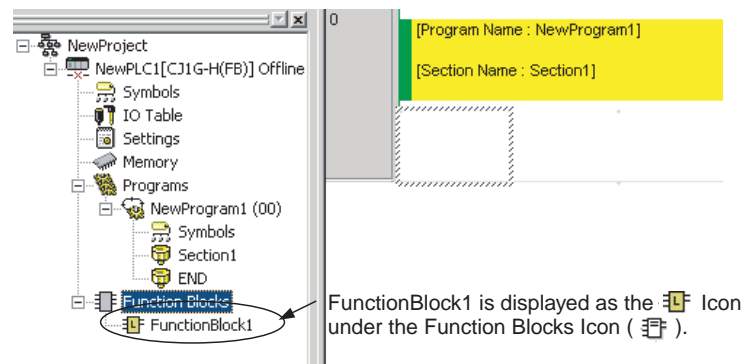 NewProject
NewPLC1[CJ1G-H(FB)] Offline
Symbols
IO Table
Settings
Memory
Programs
NewProgram1 (00)
Symbols
Section1
END
Function Blocks
FunctionBlock1
0
[Program Name : NewProgram1]
[Section Name : Section1]
FunctionBlock1 is displayed as the L Icon
under the Function Blocks Icon ( ).